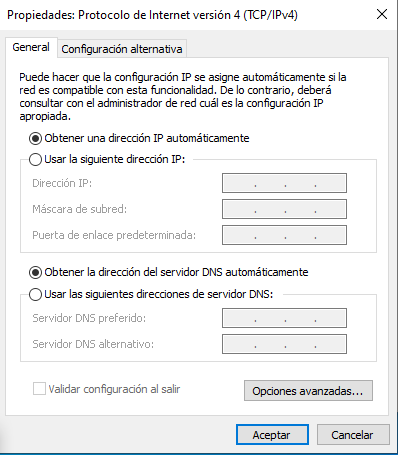 Propiedades: Protocolo de Internet versión 4 (TCP/IPv4)
General
Configuración alternativa
Puede hacer que la configuración IP se asigne automáticamente si la
red es compatible con esta funcionalidad. De lo contrario, deberá
consultar con el administrador de red cuál es la configuración IP
apropiada.
Obtener una dirección IP automáticamente
Usar la siguiente dirección IP:
Dirección IP:
Máscara de subred:
Puerta de enlace predeterminada:
Obtener la dirección del servidor DNS automáticamente
Usar las siguientes direcciones de servidor DNS:
Servidor DNS preferido:
Servidor DNS alternativo:
Validar configuración al salir
Opciones avanzadas...
Aceptar
Cancelar